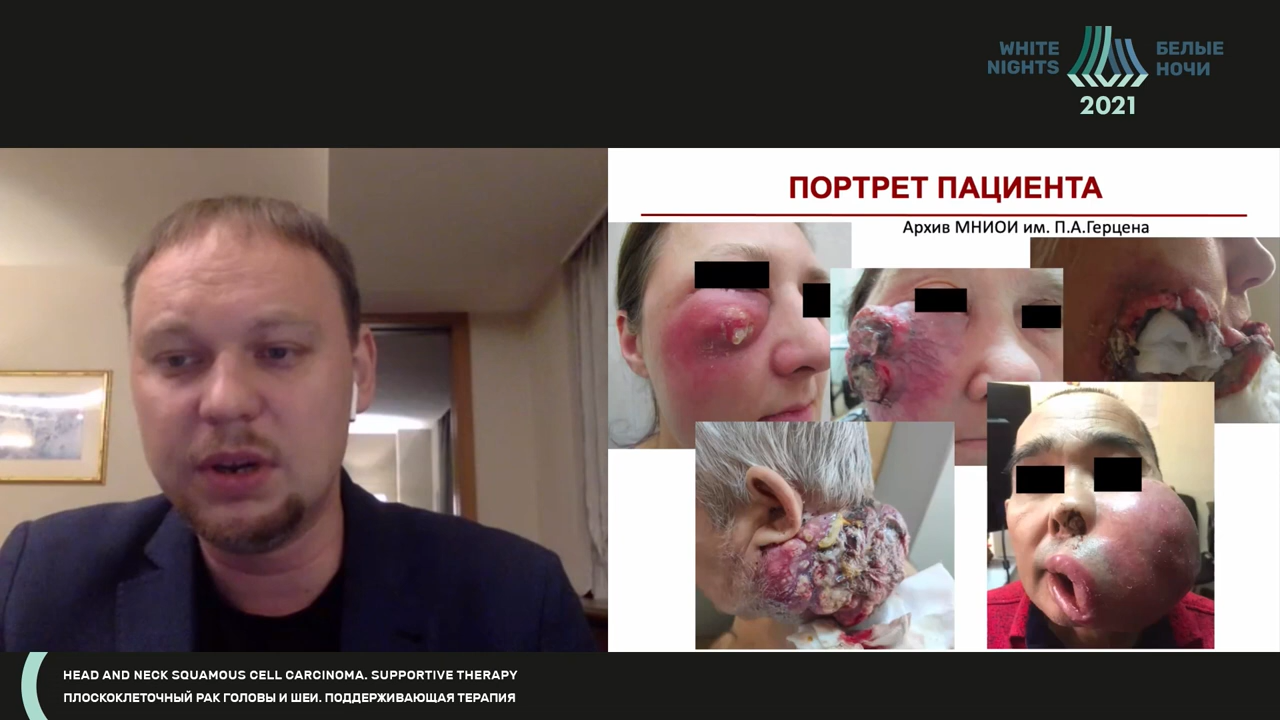 WHITE NIGHTS
БЕЛЫЕ НОЧИ
2021
ПОРТРЕТ ПАЦИЕНТА
Архив МНИОИ им. П.А.Герцена
HEAD AND NECK SQUAMOUS CELL CARCINOMA. SUPPORTIVE THERAPY
ПЛОСКОКЛЕТОЧНЫЙ РАК ГОЛОВЫ И ШЕИ. ПОДДЕРЖИВАЮЩАЯ ТЕРАПИЯ